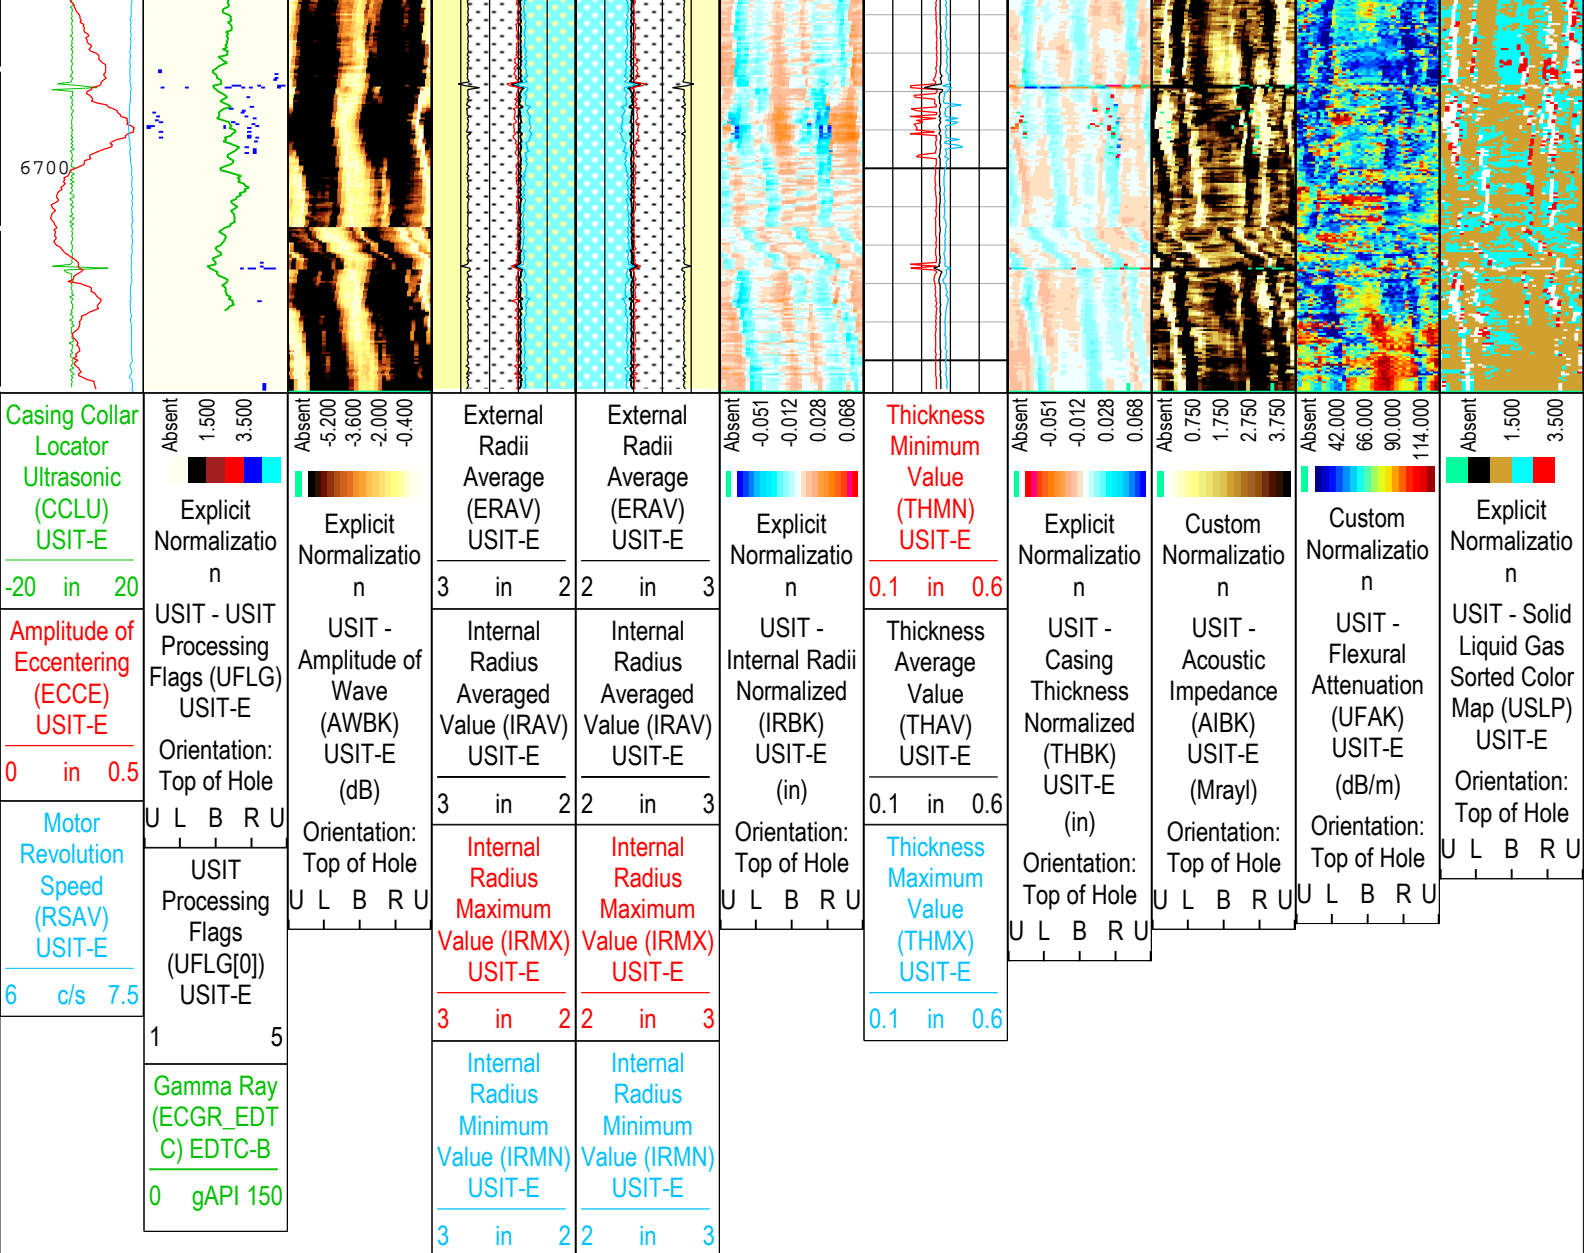 6700
Casing Collar
Locator
Ultrasonic
(CCLU)
USIT-E
-20 in 20
Amplitude of
Eccentering
(ECCE)
USIT-E
0 in 0.5
Motor
Revolution
Speed
(RSAV)
USIT-E
6 c/s 7.5
Absent
1.500
3.500
Explicit
Normalizatio
n
USIT - USIT
Processing
Flags (UFLG)
USIT-E
Orientation:
Top of Hole
U L B R U
USIT
Processing
Flags
(UFLG[0])
USIT-E
1 5
Gamma Ray
(ECGR_EDT
C) EDTC-B
0 gAPI 150
Absent
-5.200
-3.600
-2.000
-0.400
Explicit
Normalizatio
n
USIT -
Amplitude of
Wave
(AWBK)
USIT-E
(dB)
Orientation:
Top of Hole
U L B R U
External
Radii
Average
(ERAV)
USIT-E
3 in 2
Internal
Radius
Averaged
Value (IRAV)
USIT-E
3 in 2
Internal
Radius
Maximum
Value (IRMX)
USIT-E
3 in 2
Internal
Radius
Minimum
Value (IRMN)
USIT-E
3 in 2
External
Radii
Average
(ERAV)
USIT-E
2 in 3
Internal
Radius
Averaged
Value (IRAV)
USIT-E
2 in 3
Internal
Radius
Maximum
Value (IRMX)
USIT-E
2 in 3
Internal
Radius
Minimum
Value (IRMN)
USIT-E
2 in 3
Absent
-0.051
-0.012
0.028
0.068
Explicit
Normalizatio
n
USIT -
Internal Radii
Normalized
(IRBK)
USIT-E
(in)
Orientation:
Top of Hole
U L B R U
Thickness
Minimum
Value
(THMN)
USIT-E
0.1 in 0.6
Thickness
Average
Value
(THAV)
USIT-E
0.1 in 0.6
Thickness
Maximum
Value
(THMX)
USIT-E
0.1 in 0.6
Absent
-0.051
-0.012
0.028
0.068
Explicit
Normalizatio
n
USIT -
Casing
Thickness
Normalized
(THBK)
USIT-E
(in)
Orientation:
Top of Hole
U L B R U
Absent
0.750
1.750
2.750
3.750
Custom
Normalizatio
n
USIT -
Acoustic
Impedance
(AIBK)
USIT-E
(Mrayl)
Orientation:
Top of Hole
U L B R U
Absent
42.000
66.000
90.000
114.000
Custom
Normalizatio
n
USIT -
Flexural
Attenuation
(UFAK)
USIT-E
(dB/m)
Orientation:
Top of Hole
U L B R U
Absent
1.500
3.500
Explicit
Normalizatio
n
USIT - Solid
Liquid Gas
Sorted Color
Map (USLP)
USIT-E
Orientation:
Top of Hole
U L B R U